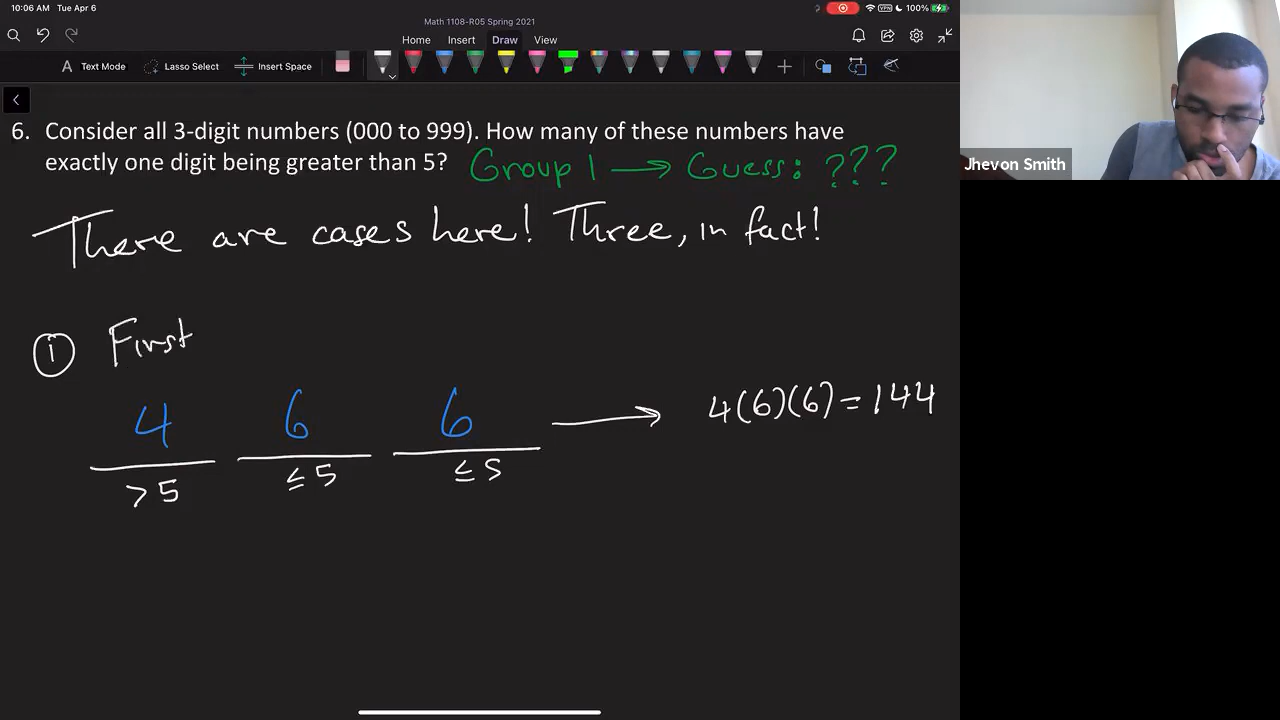 10:06 AM Tue Apr 6
VPN 100%
Math 1108-R05 Spring 2021
Home Insert Draw View
Text Mode Lasso Select Insert Space
6. Consider all 3-digit numbers (000 to 999). How many of these numbers have
exactly one digit being greater than 5? Group 1 → Guess: ???
There are cases here! Three, in fact!
① First
4 6 6 → 4(6)(6)=144
>5 ≤5 ≤5
Jhevon Smith